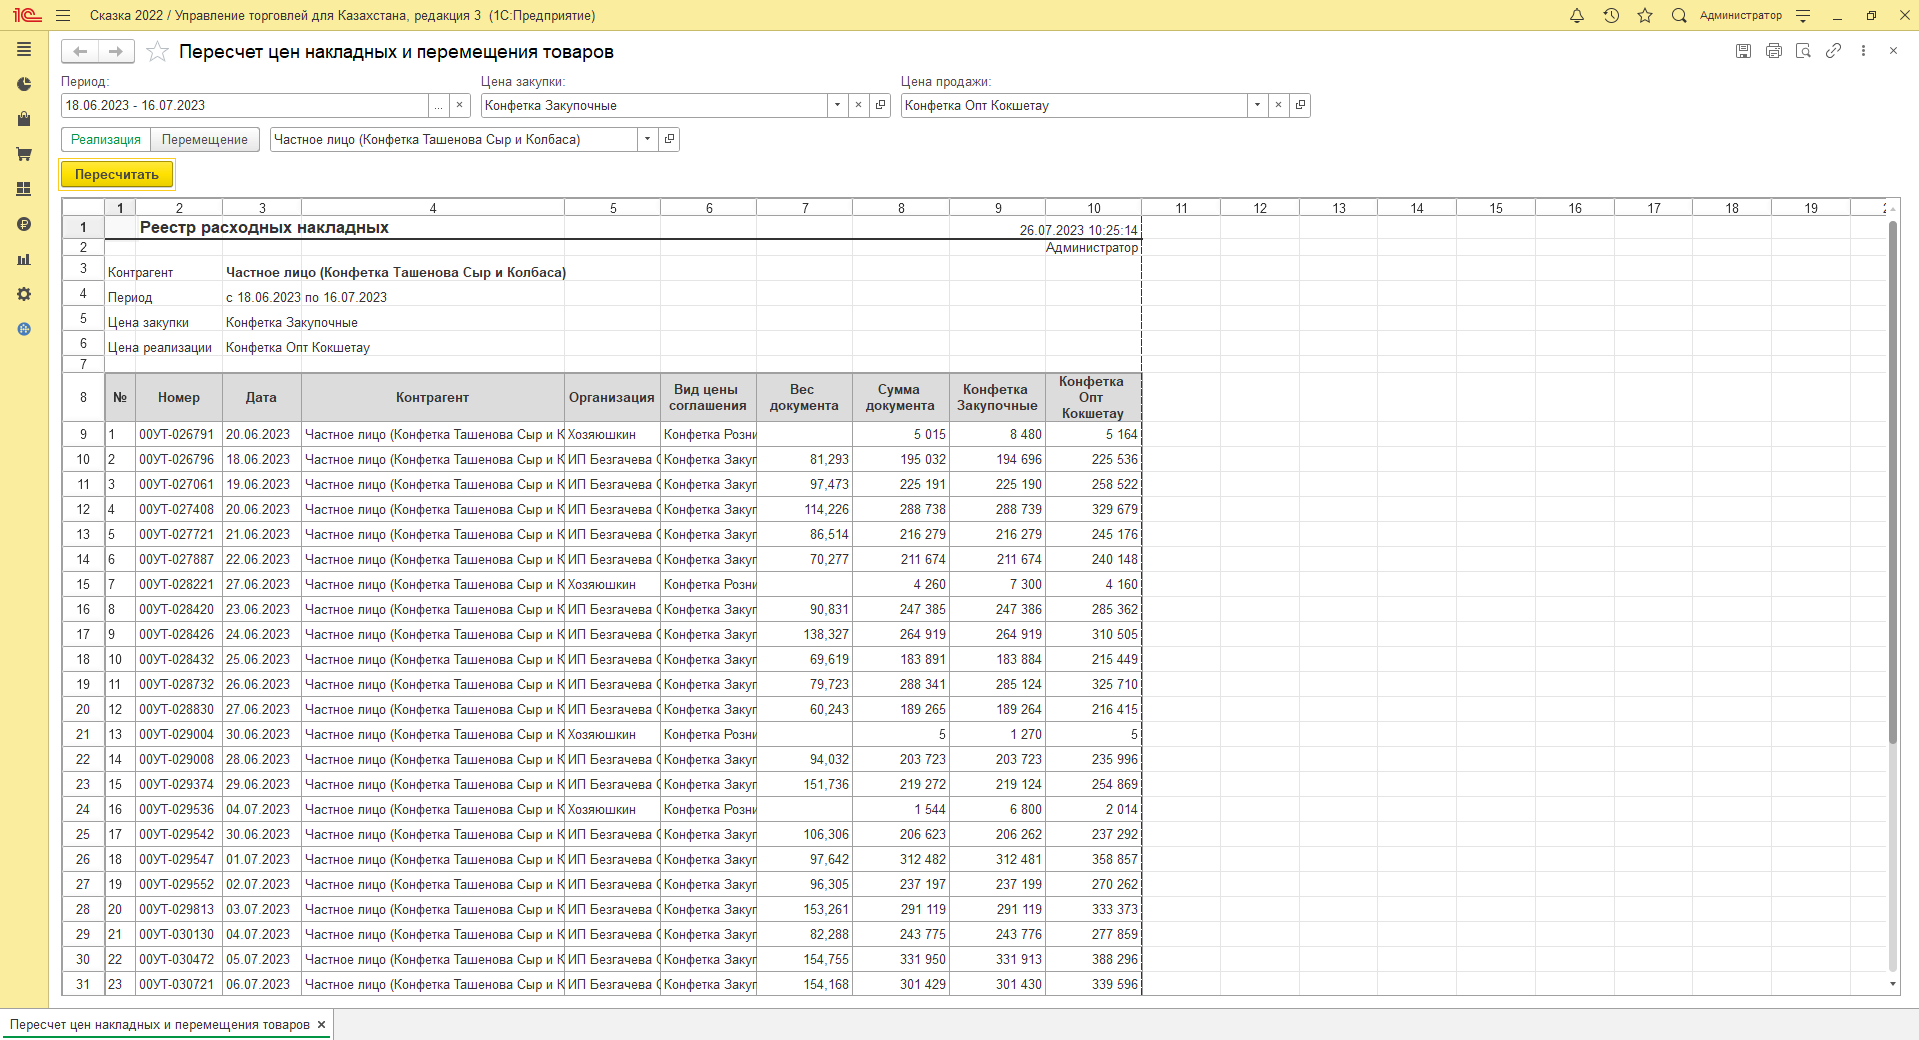 1С Сказка 2022 / Управление торговлей для Казахстана, редакция 3 (1С:Предприятие) Администратор
Пересчет цен накладных и перемещения товаров
Период: Цена закупки: Цена продажи:
18.06.2023 - 16.07.2023 ... × Конфетка Закупочные × Конфетка Опт Кокшетау ×
Реализация Перемещение Частное лицо (Конфетка Ташенова Сыр и Колбаса)
Пересчитать
1 2 3 4 5 6 7 8 9 10 11 12 13 14 15 16 17 18 19
1 Реестр расходных накладных 26.07.2023 10:25:14
2 Администратор
3 Контрагент Частное лицо (Конфетка Ташенова Сыр и Колбаса)
4 Период с 18.06.2023 по 16.07.2023
5 Цена закупки Конфетка Закупочные
6 Цена реализации Конфетка Опт Кокшетау
7
8 № Номер Дата Контрагент Организация Вид цены соглашения Вес документа Сумма документа Конфетка Закупочные Конфетка Опт Кокшетау
9 1 00УТ-026791 20.06.2023 Частное лицо (Конфетка Ташенова Сыр и К Хозяюшкин Конфетка Розни 5 015 8 480 5 164
10 2 00УТ-026796 18.06.2023 Частное лицо (Конфетка Ташенова Сыр и К ИП Безгачева С Конфетка Закуп 81,293 195 032 194 696 225 536
11 3 00УТ-027061 19.06.2023 Частное лицо (Конфетка Ташенова Сыр и К ИП Безгачева С Конфетка Закуп 97,473 225 191 225 190 258 522
12 4 00УТ-027408 20.06.2023 Частное лицо (Конфетка Ташенова Сыр и К ИП Безгачева С Конфетка Закуп 114,226 288 738 288 739 329 679
13 5 00УТ-027721 21.06.2023 Частное лицо (Конфетка Ташенова Сыр и К ИП Безгачева С Конфетка Закуп 86,514 216 279 216 279 245 176
14 6 00УТ-027887 22.06.2023 Частное лицо (Конфетка Ташенова Сыр и К ИП Безгачева С Конфетка Закуп 70,277 211 674 211 674 240 148
15 7 00УТ-028221 27.06.2023 Частное лицо (Конфетка Ташенова Сыр и К Хозяюшкин Конфетка Розни 4 260 7 300 4 160
16 8 00УТ-028420 23.06.2023 Частное лицо (Конфетка Ташенова Сыр и К ИП Безгачева С Конфетка Закуп 90,831 247 385 247 386 285 362
17 9 00УТ-028426 24.06.2023 Частное лицо (Конфетка Ташенова Сыр и К ИП Безгачева С Конфетка Закуп 138,327 264 919 264 919 310 505
18 10 00УТ-028432 25.06.2023 Частное лицо (Конфетка Ташенова Сыр и К ИП Безгачева С Конфетка Закуп 69,619 183 891 183 884 215 449
19 11 00УТ-028732 26.06.2023 Частное лицо (Конфетка Ташенова Сыр и К ИП Безгачева С Конфетка Закуп 79,723 288 341 285 124 325 710
20 12 00УТ-028830 27.06.2023 Частное лицо (Конфетка Ташенова Сыр и К ИП Безгачева С Конфетка Закуп 60,243 189 265 189 264 216 415
21 13 00УТ-029004 30.06.2023 Частное лицо (Конфетка Ташенова Сыр и К Хозяюшкин Конфетка Розни 5 1 270 5
22 14 00УТ-029008 28.06.2023 Частное лицо (Конфетка Ташенова Сыр и К ИП Безгачева С Конфетка Закуп 94,032 203 723 203 723 235 996
23 15 00УТ-029374 29.06.2023 Частное лицо (Конфетка Ташенова Сыр и К ИП Безгачева С Конфетка Закуп 151,736 219 272 219 124 254 869
24 16 00УТ-029536 04.07.2023 Частное лицо (Конфетка Ташенова Сыр и К Хозяюшкин Конфетка Розни 1 544 6 800 2 014
25 17 00УТ-029542 30.06.2023 Частное лицо (Конфетка Ташенова Сыр и К ИП Безгачева С Конфетка Закуп 106,306 206 623 206 262 237 292
26 18 00УТ-029547 01.07.2023 Частное лицо (Конфетка Ташенова Сыр и К ИП Безгачева С Конфетка Закуп 97,642 312 482 312 481 358 857
27 19 00УТ-029552 02.07.2023 Частное лицо (Конфетка Ташенова Сыр и К ИП Безгачева С Конфетка Закуп 96,305 237 197 237 199 270 262
28 20 00УТ-029813 03.07.2023 Частное лицо (Конфетка Ташенова Сыр и К ИП Безгачева С Конфетка Закуп 153,261 291 119 291 119 333 373
29 21 00УТ-030130 04.07.2023 Частное лицо (Конфетка Ташенова Сыр и К ИП Безгачева С Конфетка Закуп 82,288 243 775 243 776 277 859
30 22 00УТ-030472 05.07.2023 Частное лицо (Конфетка Ташенова Сыр и К ИП Безгачева С Конфетка Закуп 154,755 331 950 331 913 388 296
31 23 00УТ-030721 06.07.2023 Частное лицо (Конфетка Ташенова Сыр и К ИП Безгачева С Конфетка Закуп 154,168 301 429 301 430 339 596
Пересчет цен накладных и перемещения товаров ×